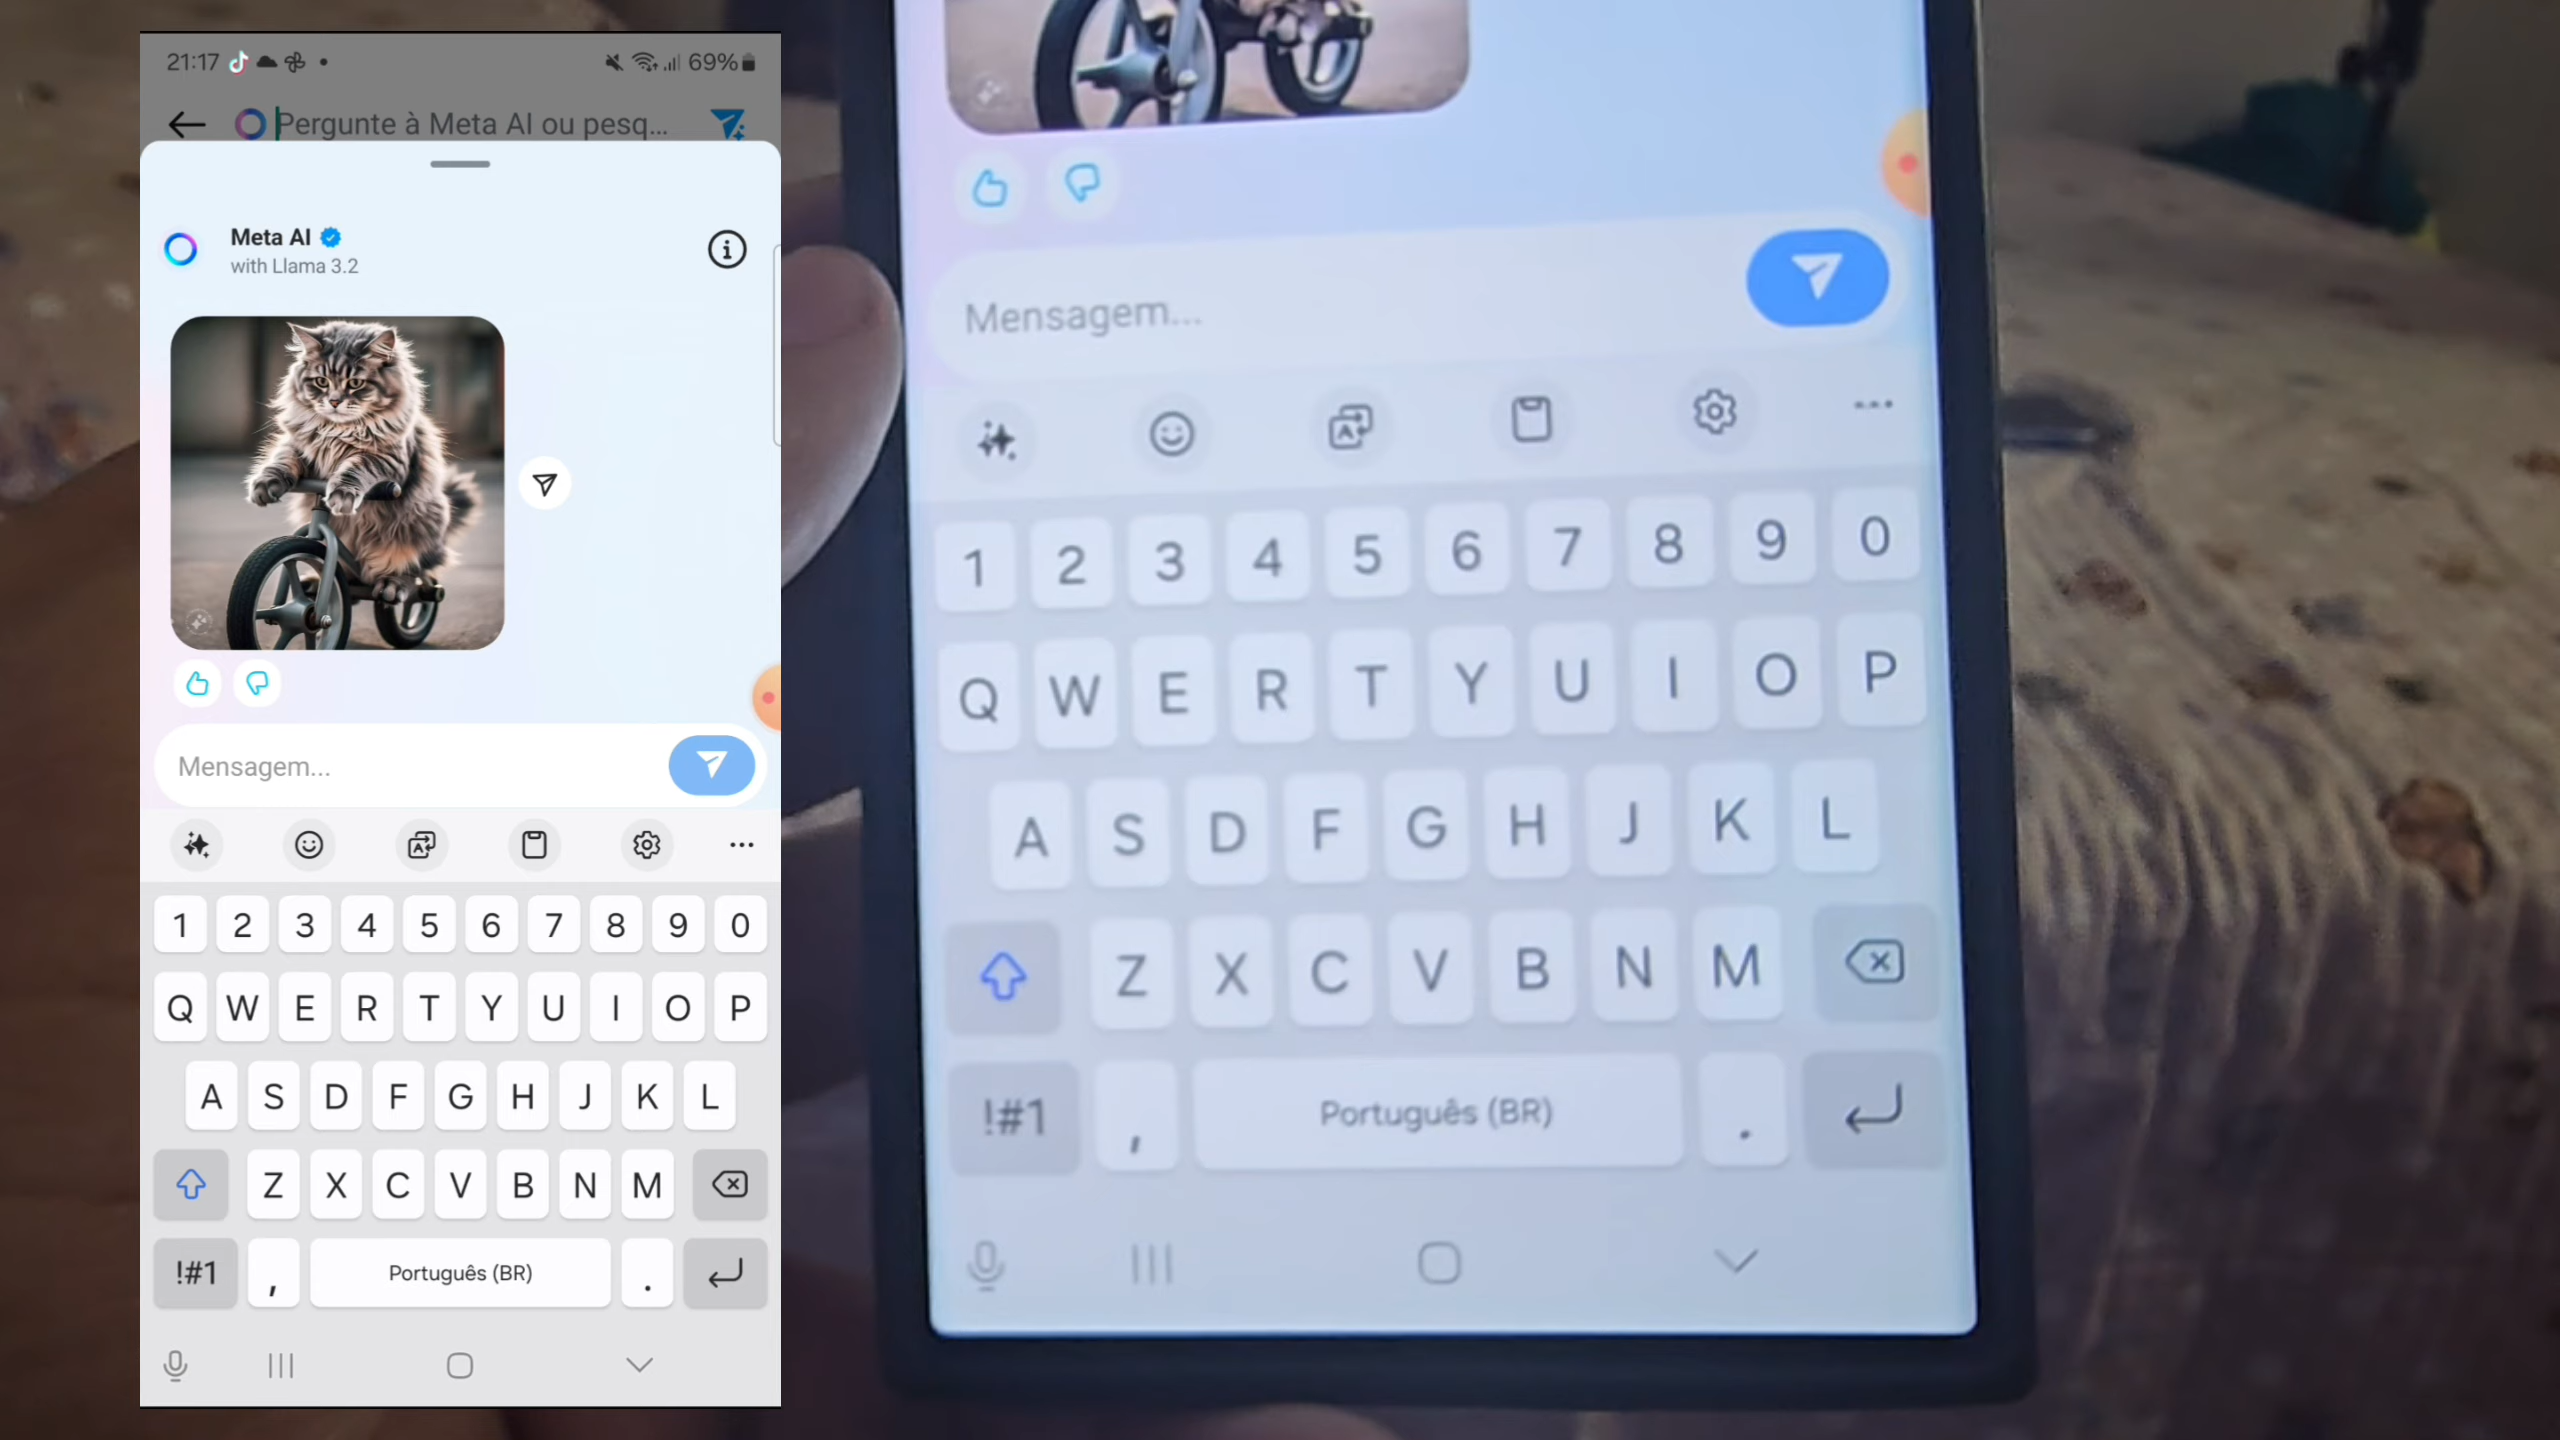 21:17
69%
Pergunte à Meta AI ou pesq...
Meta AI
with Llama 3.2
Mensagem...
1 2 3 4 5 6 7 8 9 0
Q W E R T Y U I O P
A S D F G H J K L
Z X C V B N M
!#1 , Português (BR) .
Mensagem...
1 2 3 4 5 6 7 8 9 0
Q W E R T Y U I O P
A S D F G H J K L
Z X C V B N M
!#1 , Português (BR) .